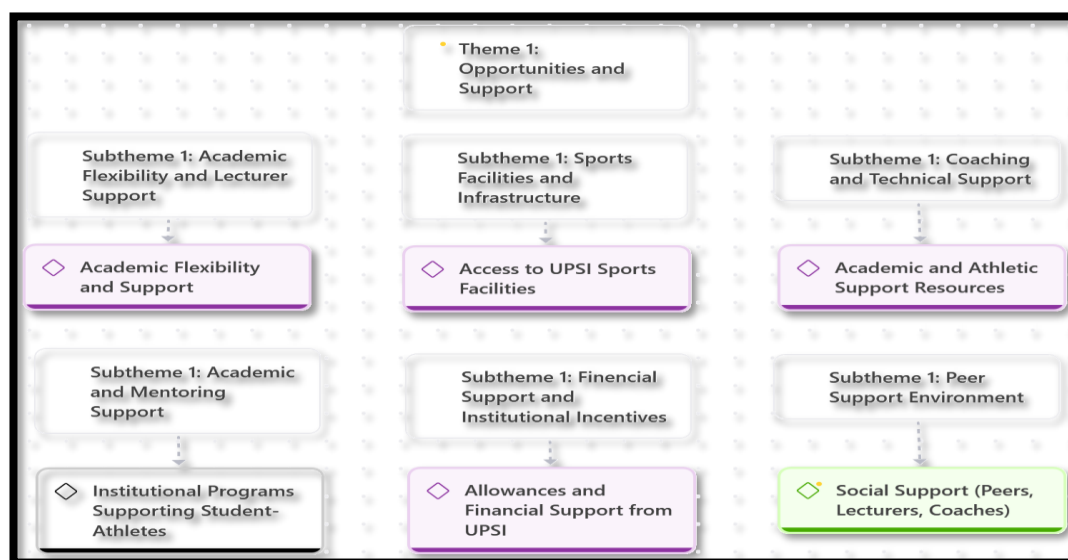 Theme 1:
Opportunities and
Support
Subtheme 1: Academic
Flexibility and Lecturer
Support
Subtheme 1: Sports
Facilities and
Infrastructure
Subtheme 1: Coaching
and Technical Support
Academic Flexibility
and Support
Access to UPSI Sports
Facilities
Academic and Athletic
Support Resources
Subtheme 1: Academic
and Mentoring
Support
Subtheme 1: Financial
Support and
Institutional Incentives
Subtheme 1: Peer
Support Environment
Institutional Programs
Supporting Student-
Athletes
Allowances and
Financial Support from
UPSI
Social Support (Peers,
Lecturers, Coaches)